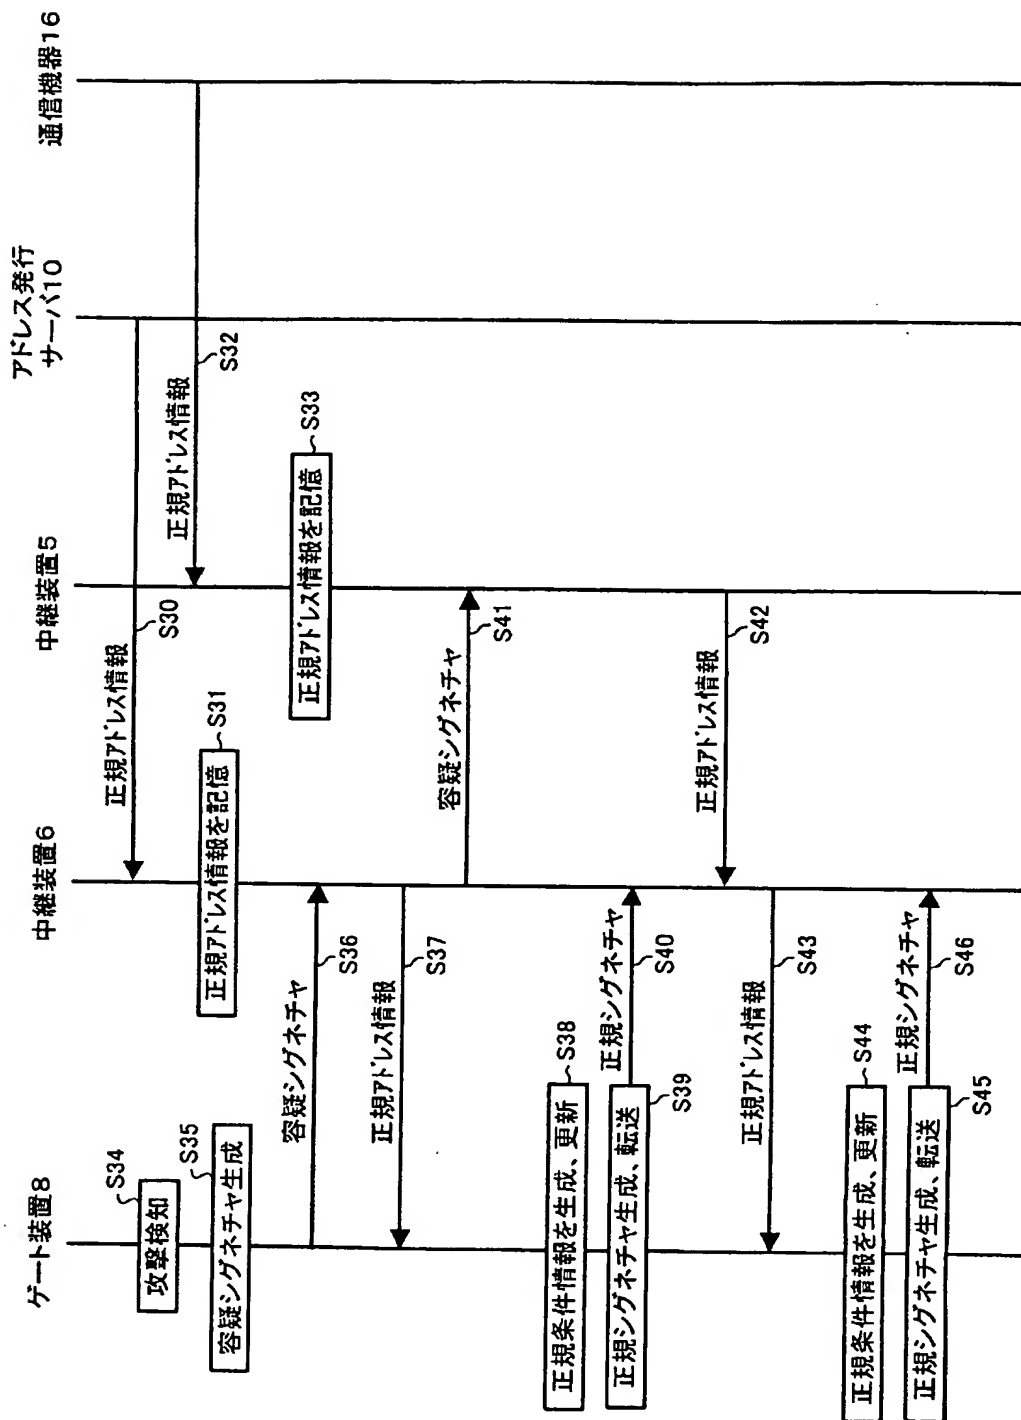 ゲート装置8
中継装置6
中継装置5
アドレス発行
サーバ10
通信機器16
正規アドレス情報
S30
正規アドレス情報を記憶
S31
正規アドレス情報
S32
正規アドレス情報を記憶
S33
攻撃検知
S34
容疑シグネチャ生成
S35
容疑シグネチャ
S36
正規アドレス情報
S37
正規条件情報を生成、更新
S38
正規シグネチャ生成、転送
S39
正規シグネチャ
S40
容疑シグネチャ
S41
正規アドレス情報
S42
正規アドレス情報
S43
正規条件情報を生成、更新
S44
正規シグネチャ生成、転送
S45
正規シグネチャ
S46